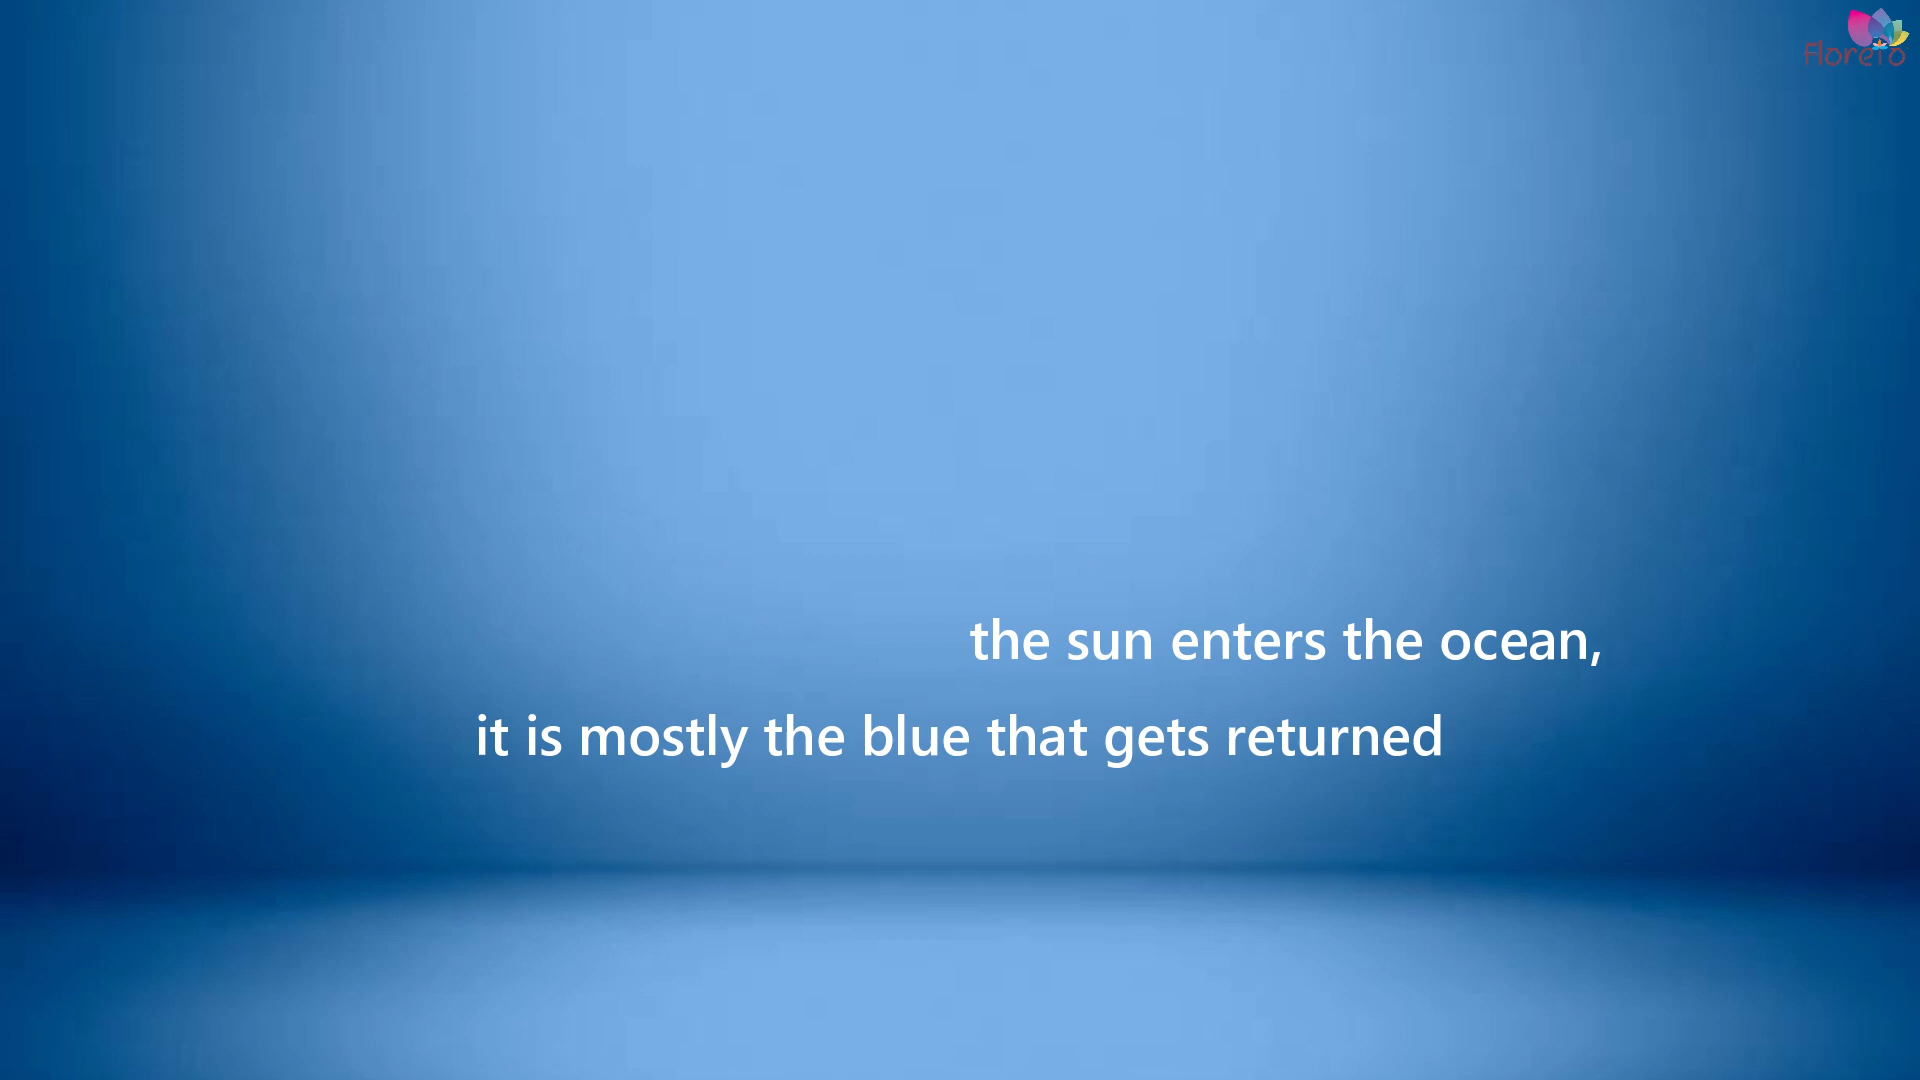 Floreto
the sun enters the ocean,
it is mostly the blue that gets returned